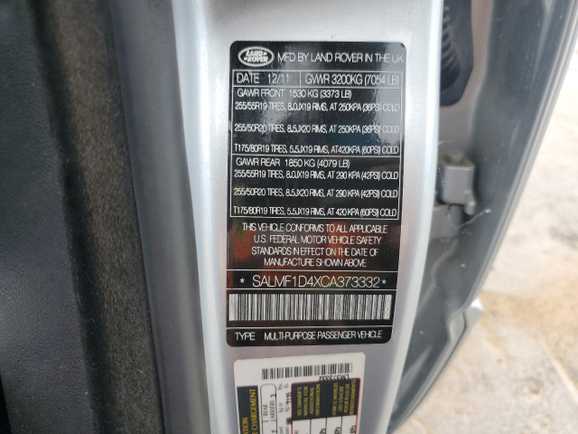 LAND ROVER MFD BY LAND ROVER IN THE UK
DATE 12/11 GWVR 3200KG (7054 LB)
GAWR FRONT 1530 KG (3373 LB)
255/55R19 TIRES, 8.0JX19 RIMS, AT 250KPA (36PSI) COLD
255/50R20 TIRES, 8.5JX20 RIMS, AT 250KPA (36PSI) COLD
T175/80R19 TIRES, 5.5JX19 RIMS, AT 420KPA (60PSI) COLD
GAWR REAR 1850 KG (4079 LB)
255/55R19 TIRES, 8.0JX19 RIMS, AT 290 KPA (42PSI) COLD
255/50R20 TIRES, 8.5JX20 RIMS, AT 290 KPA (42PSI) COLD
T175/80R19 TIRES, 5.5JX19 RIMS, AT 420 KPA (60PSI) COLD
THIS VEHICLE CONFORMS TO ALL APPLICABLE
U.S. FEDERAL MOTOR VEHICLE SAFETY
STANDARDS IN EFFECT ON THE DATE OF
MANUFACTURE SHOWN ABOVE.
* SALMF1D4XCA373332 *
TYPE MULTI-PURPOSE PASSENGER VEHICLE